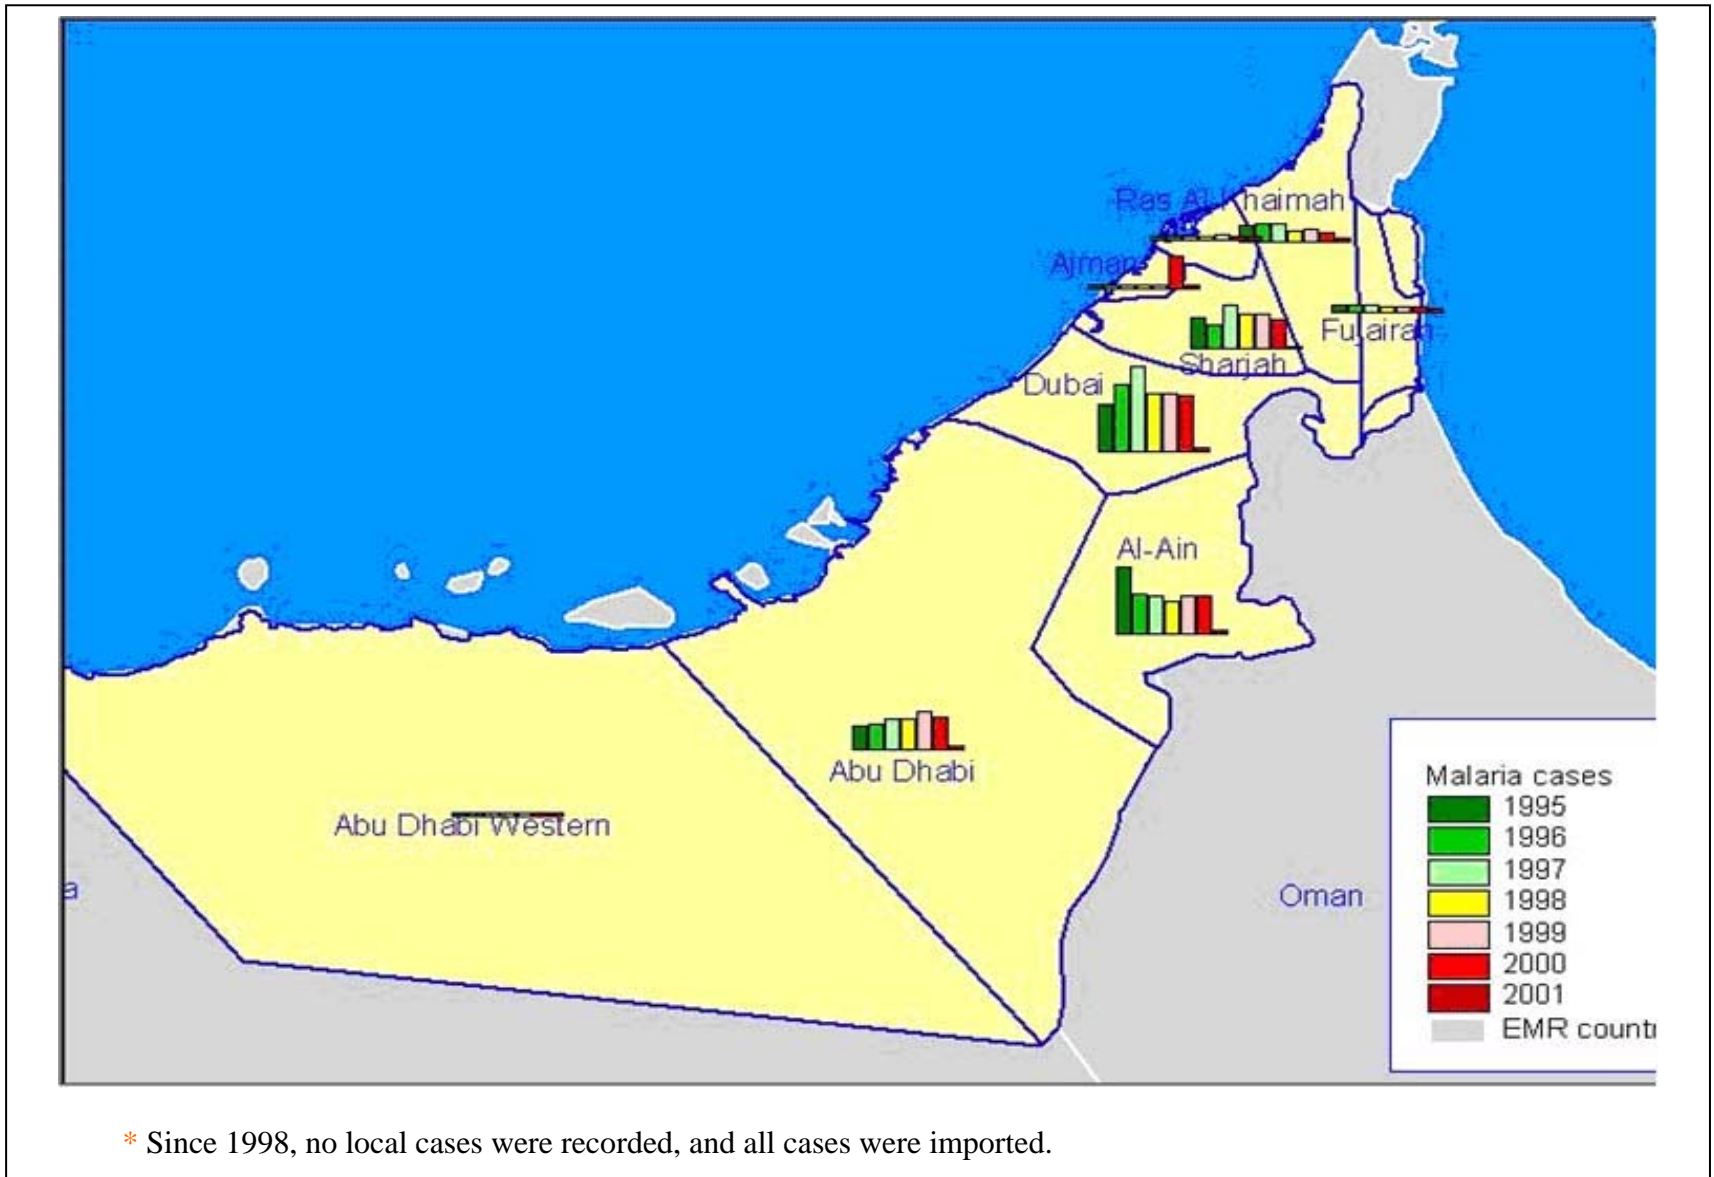 Ras Al-Khaimah
Ajman
Fujairah
Sharjah
Dubai
Al-Ain
Abu Dhabi
Abu Dhabi Western
a
Oman
Malaria cases
1995
1996
1997
1998
1999
2000
2001
EMR countr
* Since 1998, no local cases were recorded, and all cases were imported.